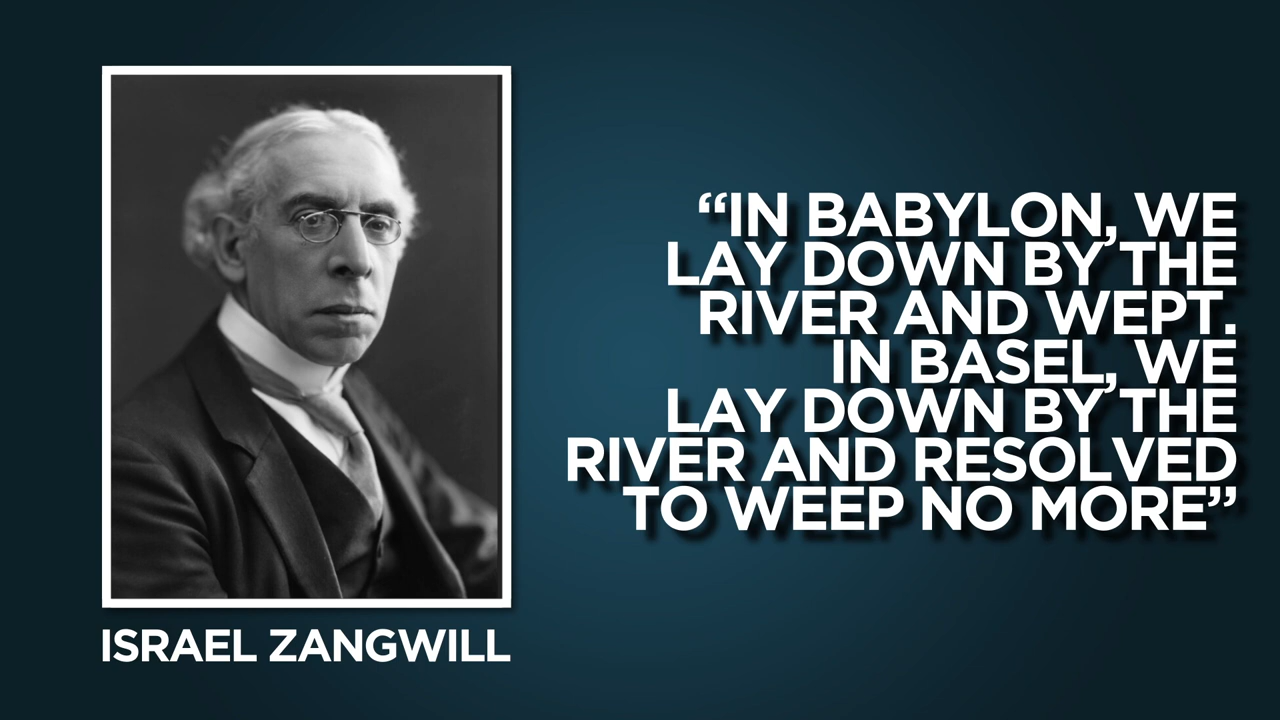 “IN BABYLON, WE
LAY DOWN BY THE
RIVER AND WEPT.
IN BASEL, WE
LAY DOWN BY THE
RIVER AND RESOLVED
TO WEEP NO MORE”
ISRAEL ZANGWILL